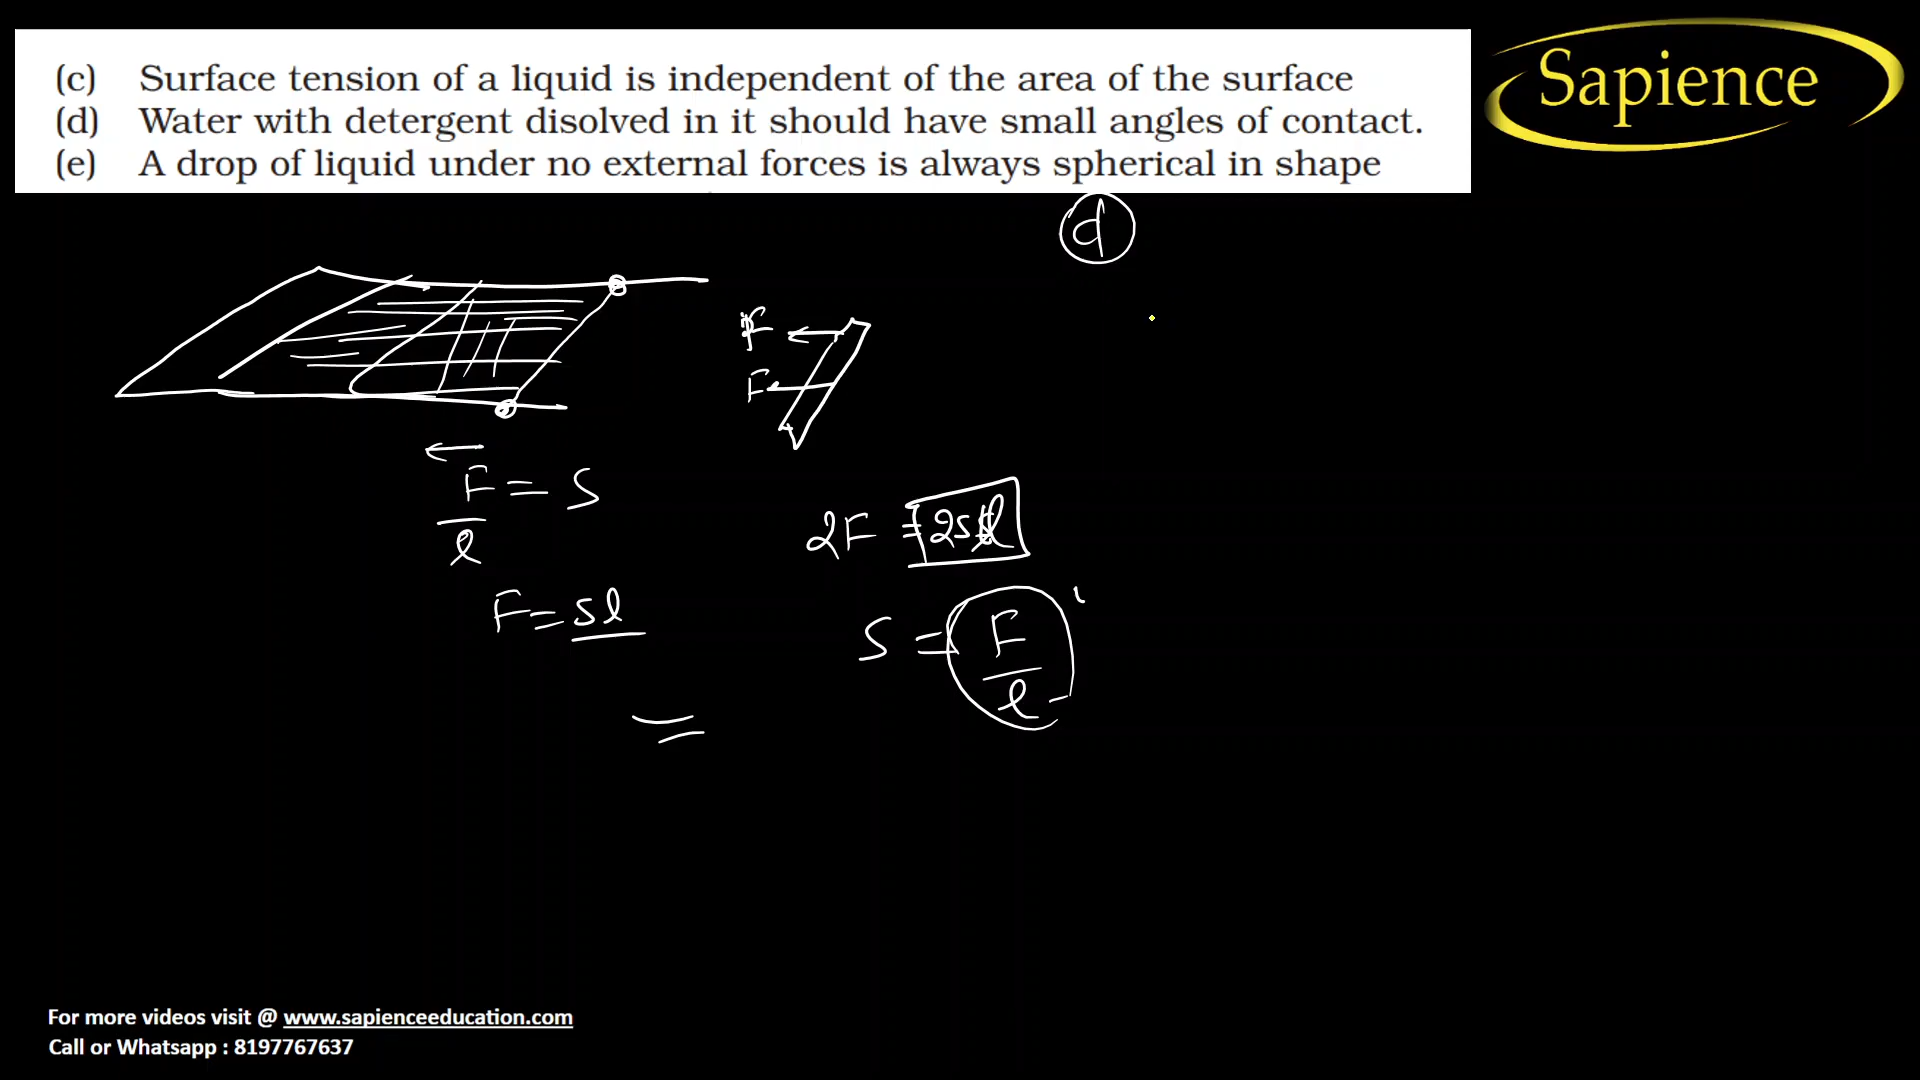 (c) Surface tension of a liquid is independent of the area of the surface
(d) Water with detergent disolved in it should have small angles of contact.
(e) A drop of liquid under no external forces is always spherical in shape
Sapience
d
F
F
F/l = S
2F = 2sl
F = sl
S = F/l
For more videos visit @ www.sapienceeducation.com
Call or Whatsapp : 8197767637